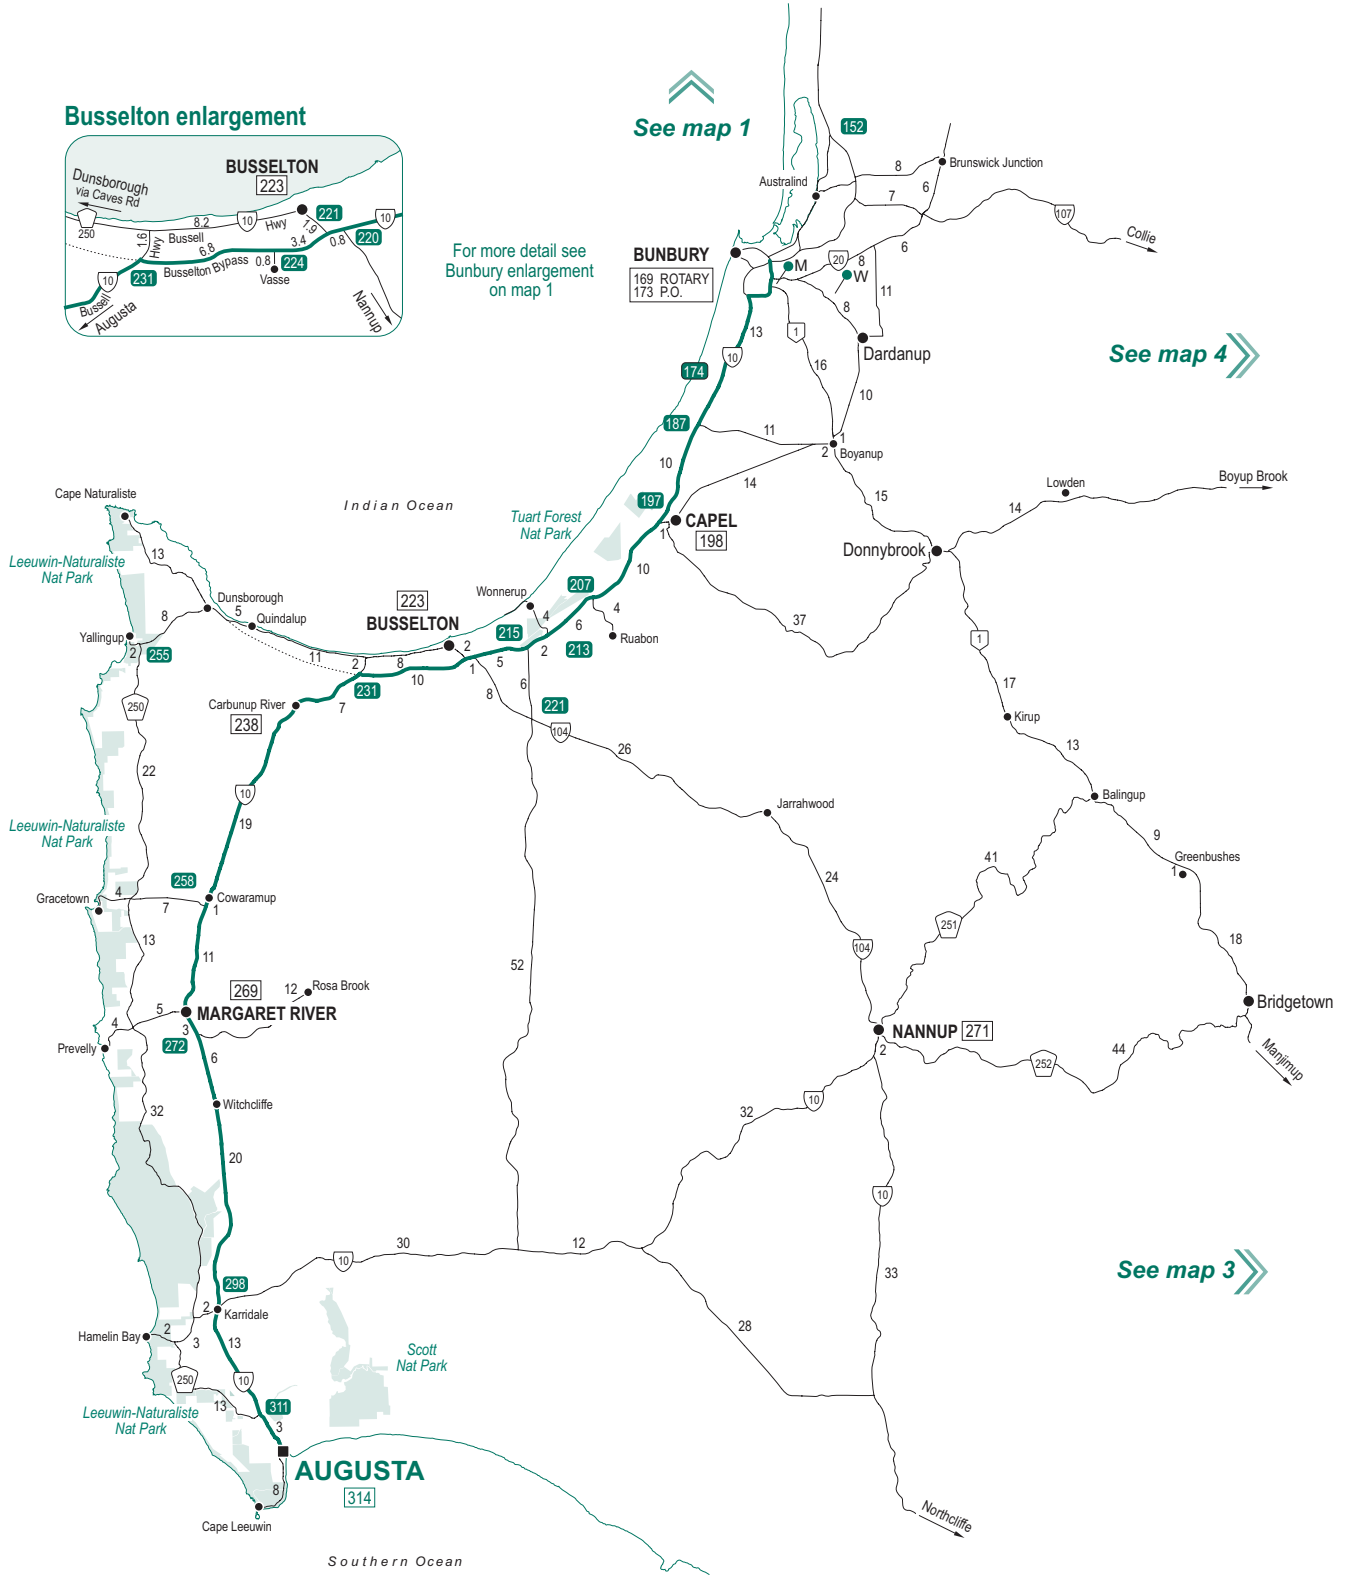 See map 1
152
8
Brunswick Junction
Australind
6
7
107
Collie
6
Busselton enlargement
BUSSELTON
223
Dunsborough
via Caves Rd
250
8.2
10
Hwy
221
10
1.6
Hwy
Bussell
6.8
1.9
3.4
0.8
220
Busselton Bypass
0.8
224
Vasse
231
10
Bussell
Augusta
Nannup
For more detail see
Bunbury enlargement
on map 1
BUNBURY
169 ROTARY
173 P.O.
M
20
8
W
11
8
13
1
Dardanup
See map 4
10
16
174
10
187
11
1
2
Boyanup
10
14
15
Lowden
Boyup Brook
14
197
CAPEL
1
198
Donnybrook
Cape Naturaliste
Indian Ocean
Tuart Forest
Nat Park
13
Leeuwin-Naturaliste
Nat Park
10
207
Wonnerup
4
4
6
Ruabon
37
1
223
BUSSELTON
Dunsborough
5
Quindalup
8
Yallingup
2
255
11
2
8
2
215
213
2
5
1
10
231
7
6
8
221
104
26
17
Kirup
13
Carbunup River
238
250
22
10
19
Jarrahwood
Balingup
9
Greenbushes
1
41
24
Leeuwin-Naturaliste
Nat Park
258
Cowaramup
1
Gracetown
4
7
251
18
13
11
104
52
269
12
Rosa Brook
5
MARGARET RIVER
3
4
Prevelly
272
6
Bridgetown
NANNUP
271
2
44
252
Manjimup
Witchcliffe
32
32
10
20
10
30
12
10
33
See map 3
298
2
Karridale
Hamelin Bay
2
3
13
28
Scott
Nat Park
250
10
13
311
3
Leeuwin-Naturaliste
Nat Park
AUGUSTA
314
8
Cape Leeuwin
Northcliffe
Southern Ocean